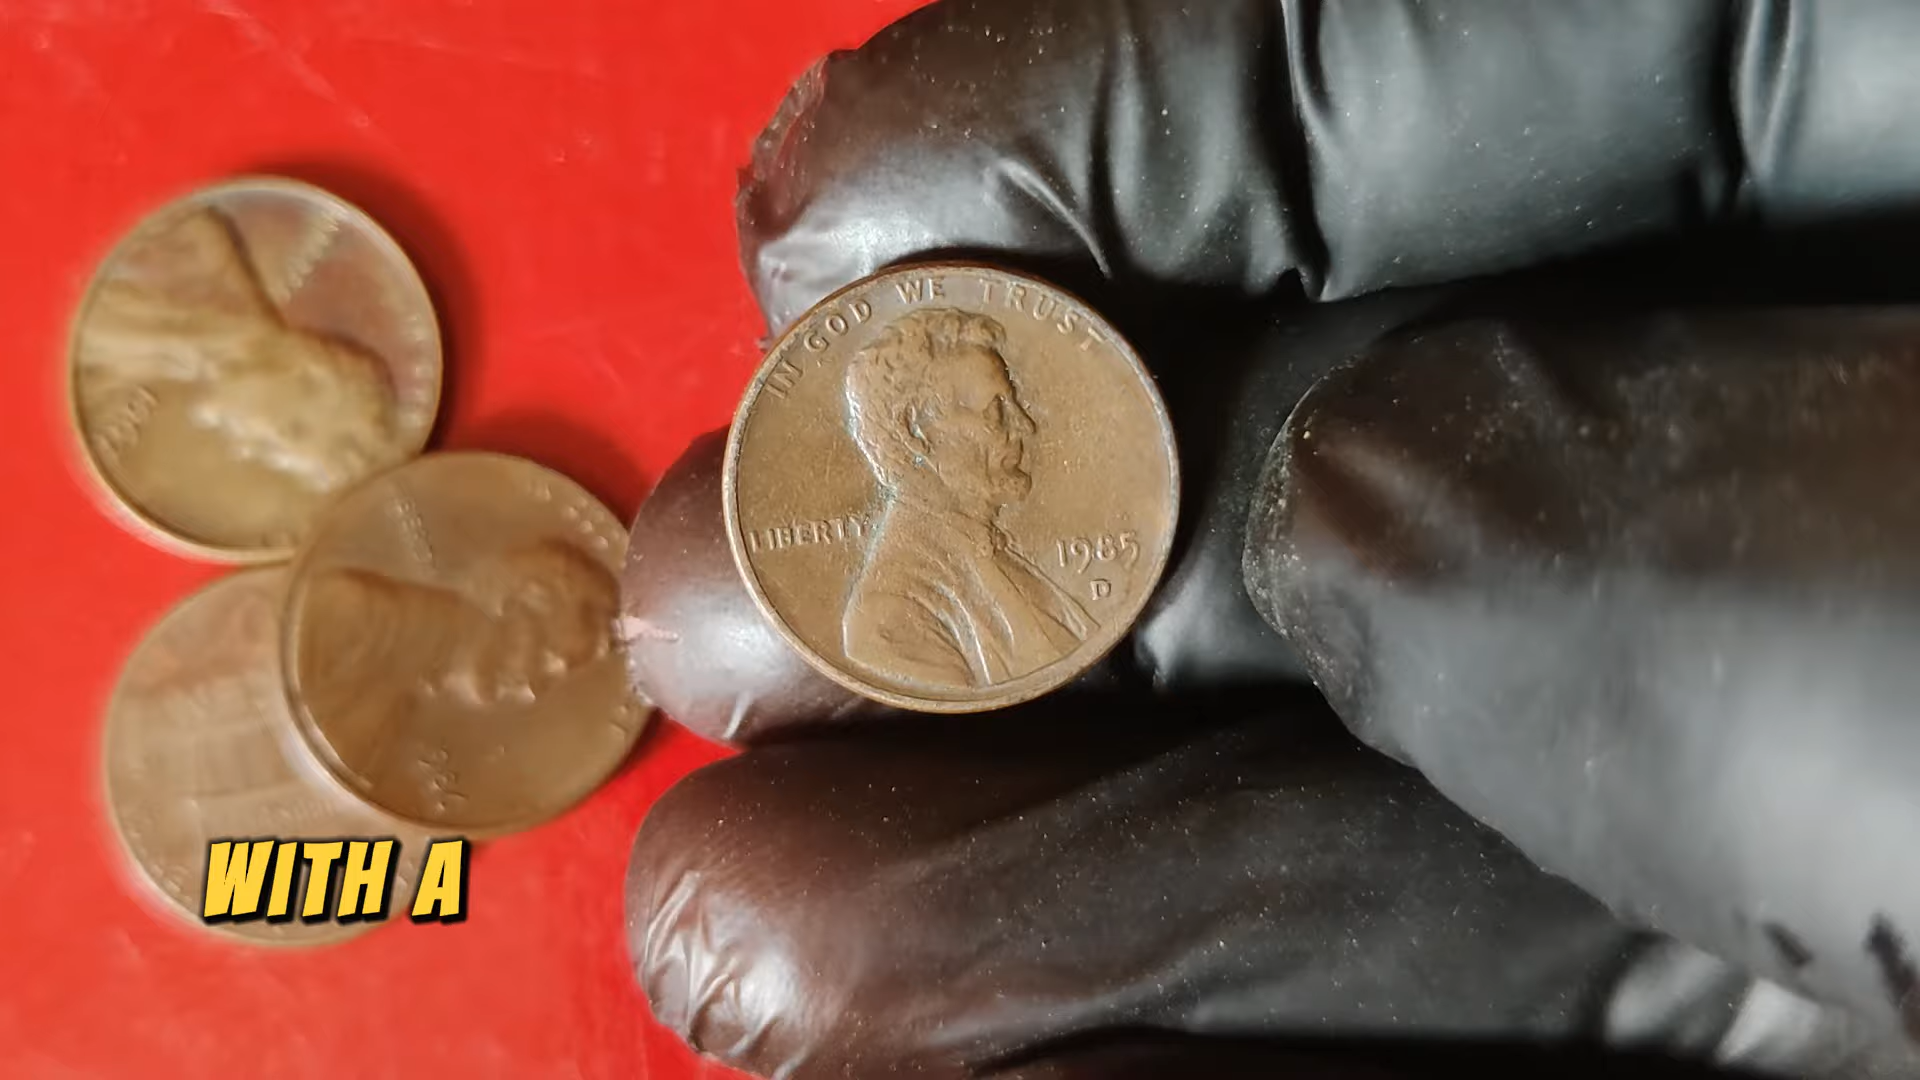 IN GOD WE TRUST
LIBERTY
1985
D
WITH A